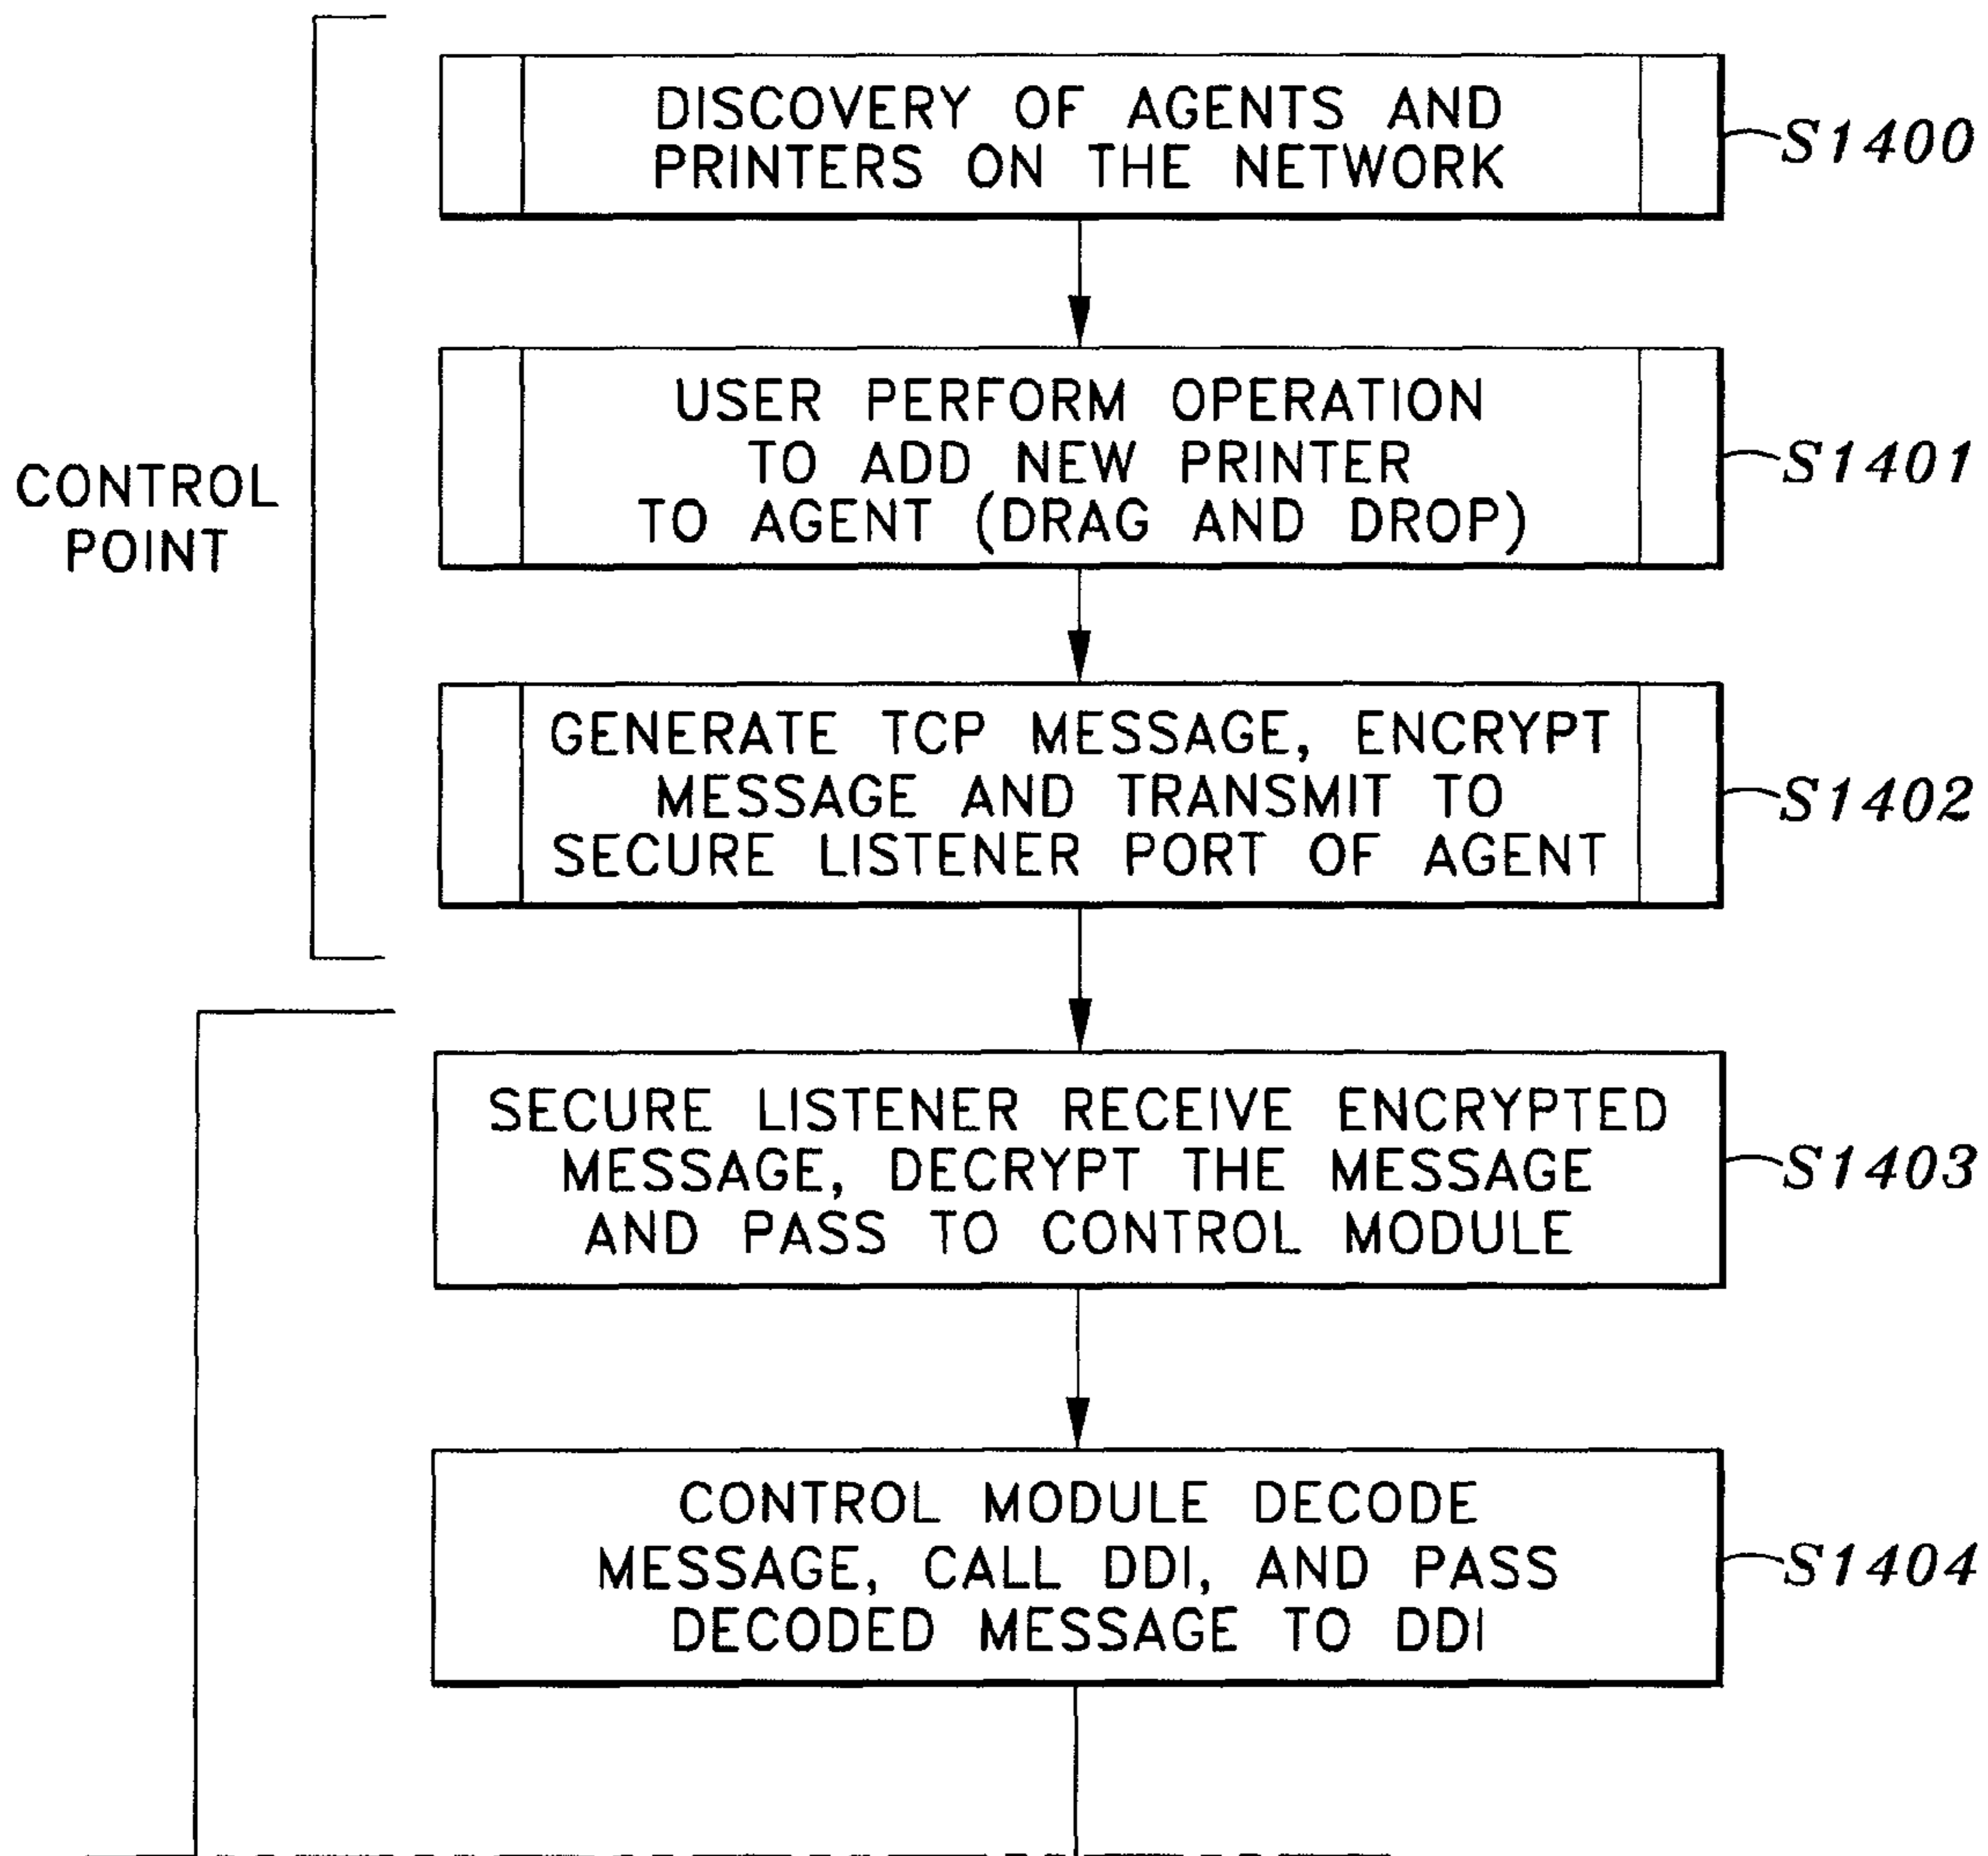 DISCOVERY OF AGENTS AND
PRINTERS ON THE NETWORK
S1400
USER PERFORM OPERATION
TO ADD NEW PRINTER
TO AGENT (DRAG AND DROP)
S1401
CONTROL
POINT
GENERATE TCP MESSAGE, ENCRYPT
MESSAGE AND TRANSMIT TO
SECURE LISTENER PORT OF AGENT
S1402
SECURE LISTENER RECEIVE ENCRYPTED
MESSAGE, DECRYPT THE MESSAGE
AND PASS TO CONTROL MODULE
S1403
CONTROL MODULE DECODE
MESSAGE, CALL DDI, AND PASS
DECODED MESSAGE TO DDI
S1404